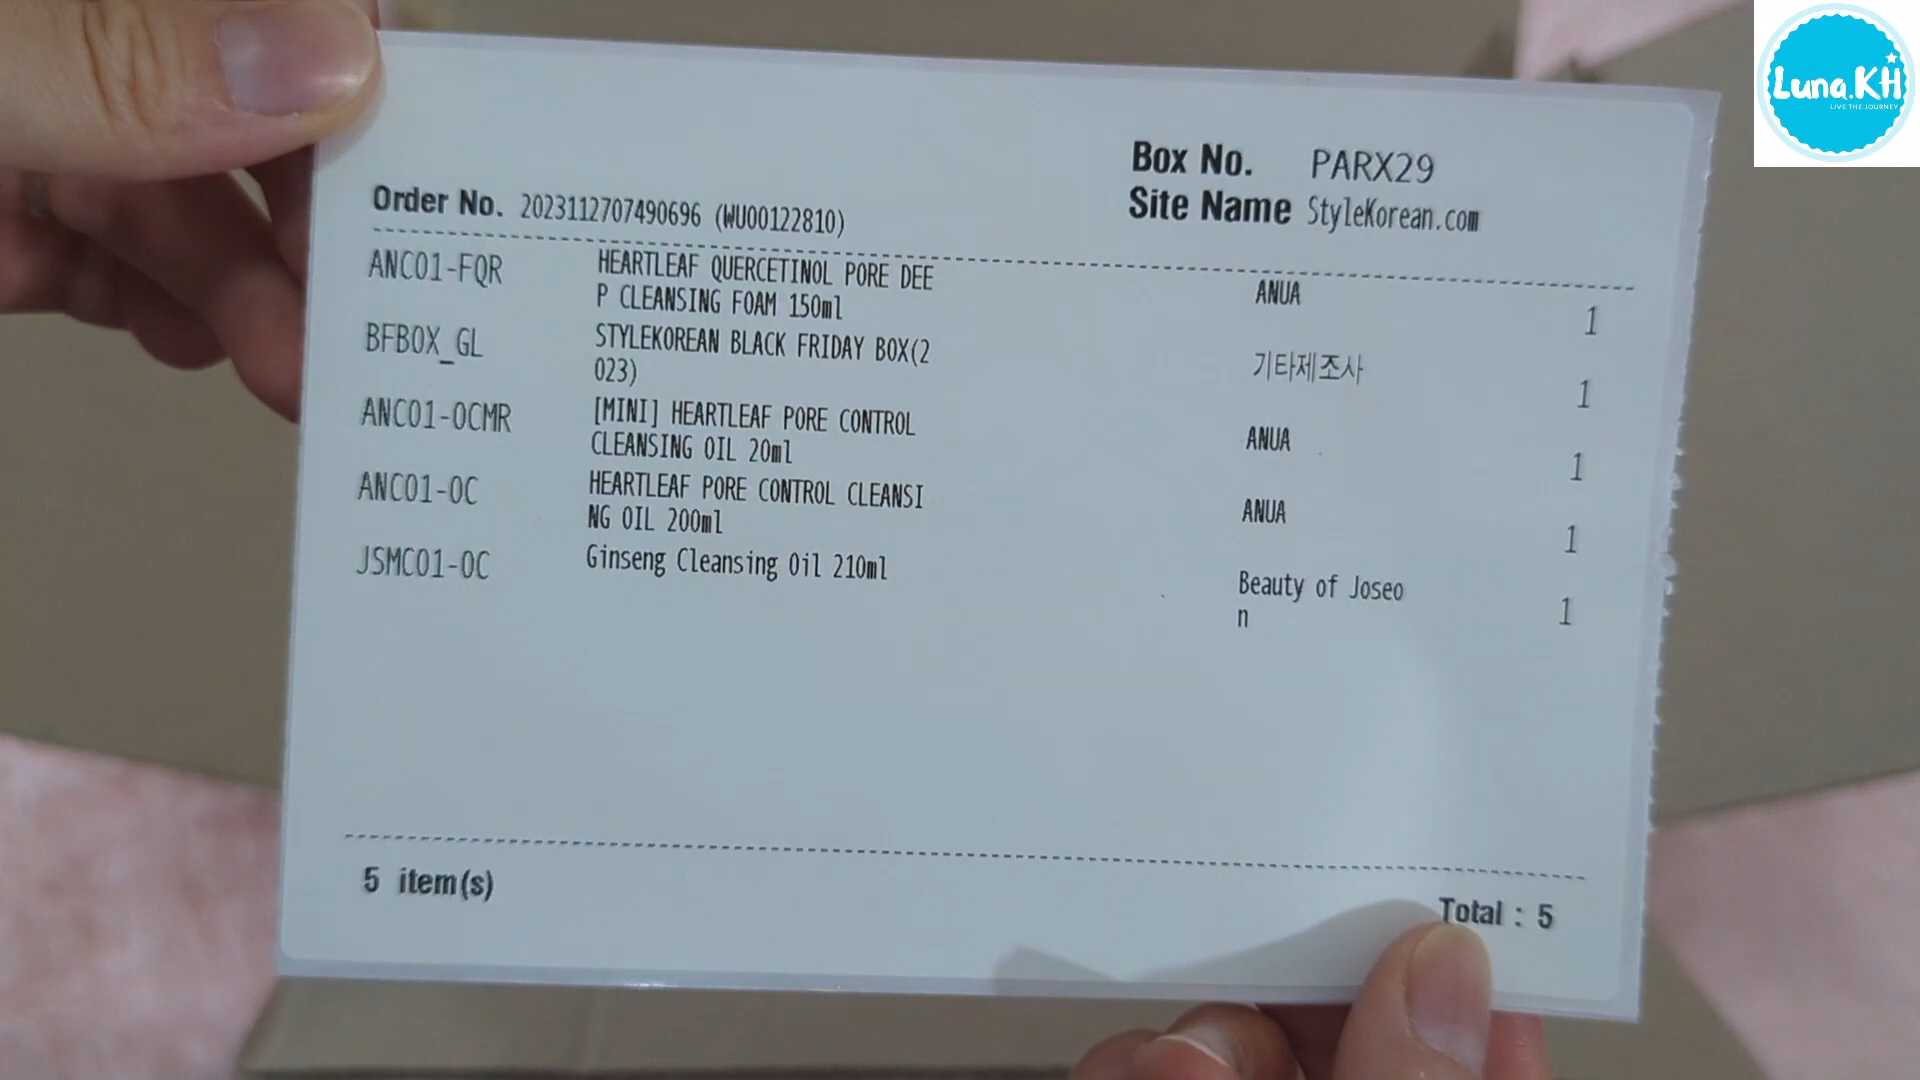 Luna.KH
LIVE THE JOURNEY
Box No. PARX29
Order No. 2023112707490696 (WU00122810)
Site Name StyleKorean.com
ANC01-FQR HEARTLEAF QUERCETINOL PORE DEE
P CLEANSING FOAM 150ml ANUA 1
BFBOX_GL STYLEKOREAN BLACK FRIDAY BOX(2
023) 기타제조사 1
ANC01-OCMR [MINI] HEARTLEAF PORE CONTROL
CLEANSING OIL 20ml ANUA 1
ANC01-OC HEARTLEAF PORE CONTROL CLEANSI
NG OIL 200ml ANUA 1
JSMC01-OC Ginseng Cleansing Oil 210ml Beauty of Joseo
n 1
5 item(s) Total : 5